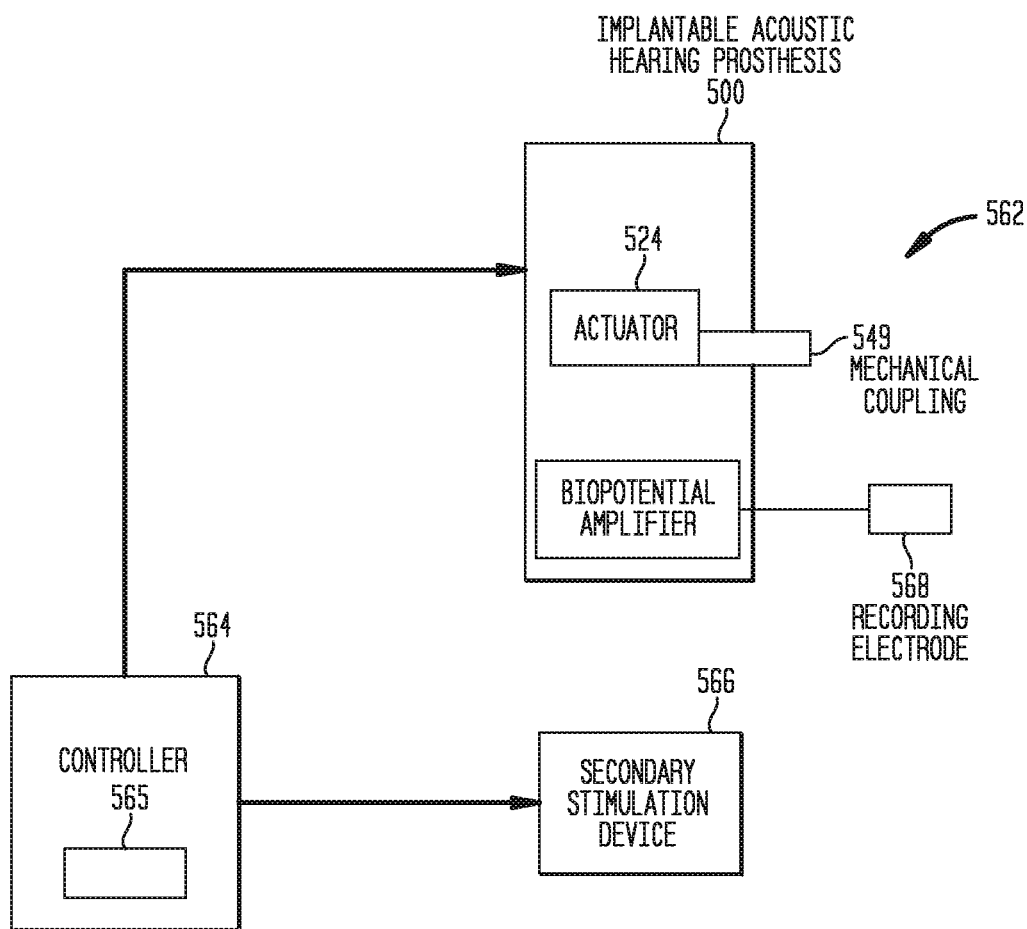 IMPLANTABLE ACOUSTIC
HEARING PROSTHESIS
500
562
524
ACTUATOR
549
MECHANICAL
COUPLING
BIOPOTENTIAL
AMPLIFIER
568
RECORDING
ELECTRODE
564
CONTROLLER
565
566
SECONDARY
STIMULATION
DEVICE